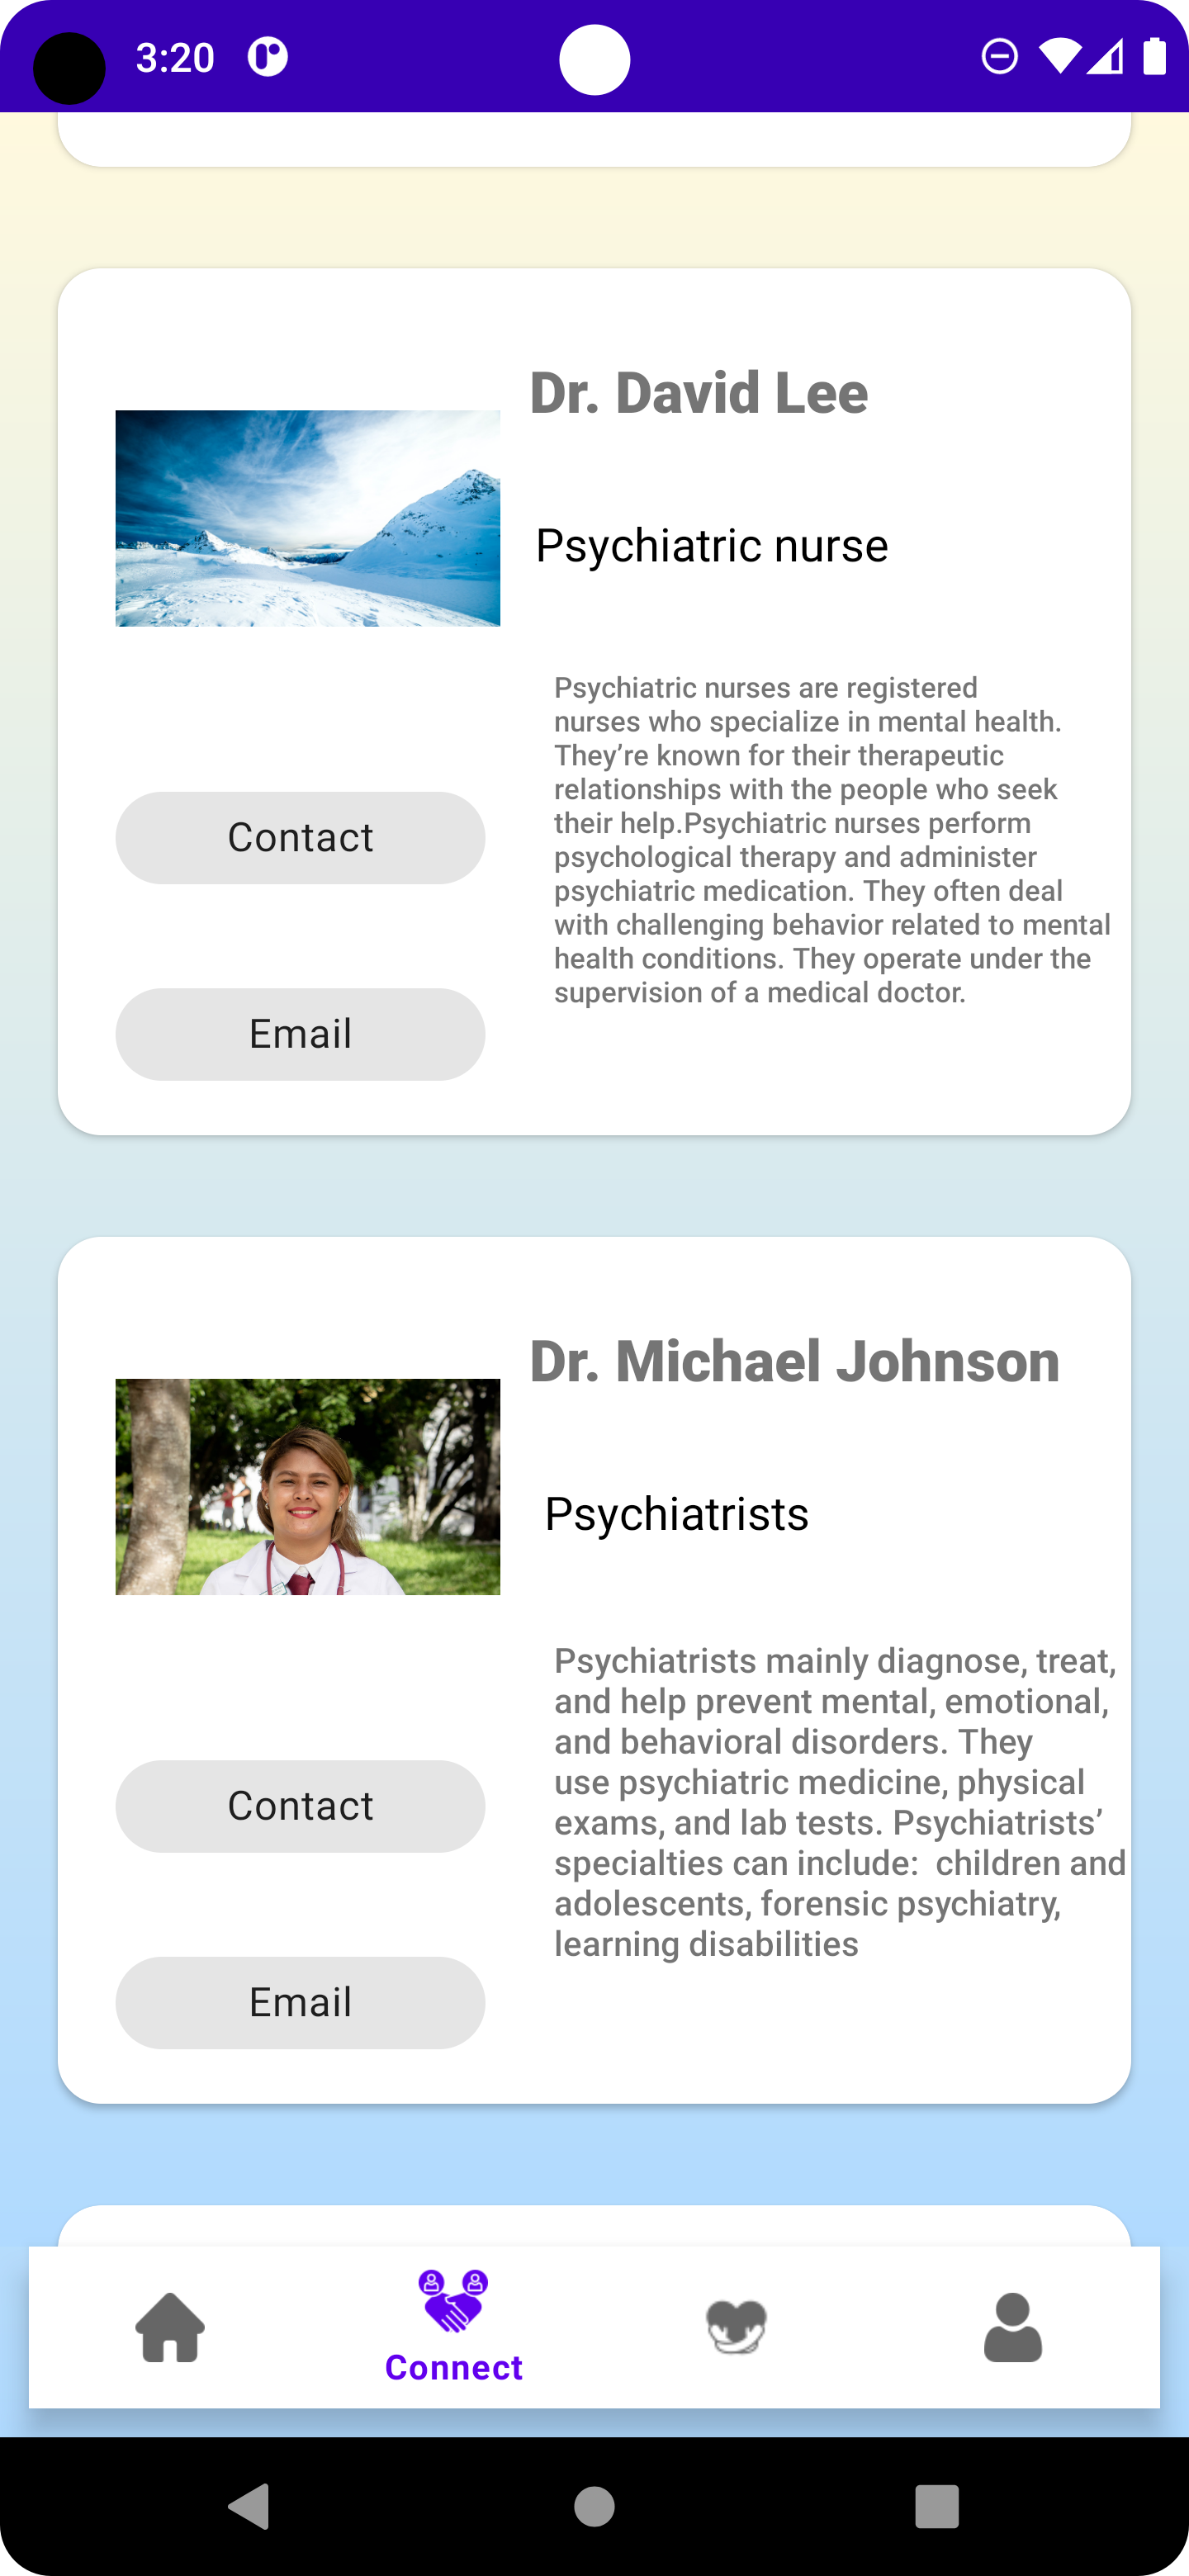 3:20
Dr. David Lee
Psychiatric nurse
Psychiatric nurses are registered
nurses who specialize in mental health.
They’re known for their therapeutic
relationships with the people who seek
their help.Psychiatric nurses perform
psychological therapy and administer
psychiatric medication. They often deal
with challenging behavior related to mental
health conditions. They operate under the
supervision of a medical doctor.
Contact
Email
Dr. Michael Johnson
Psychiatrists
Psychiatrists mainly diagnose, treat,
and help prevent mental, emotional,
and behavioral disorders. They
use psychiatric medicine, physical
exams, and lab tests. Psychiatrists’
specialties can include:  children and
adolescents, forensic psychiatry,
learning disabilities
Contact
Email
Connect